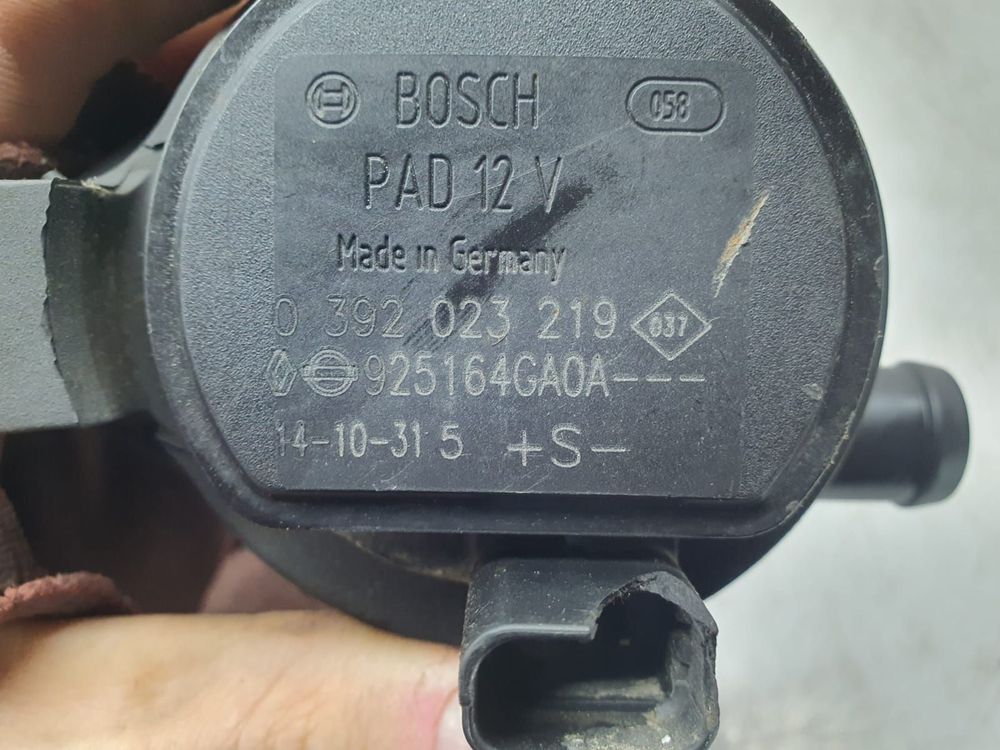 BOSCH 058
PAD 12 V
Made in Germany
0 392 023 219 037
925164GA0A---
14-10-31 5 +S-